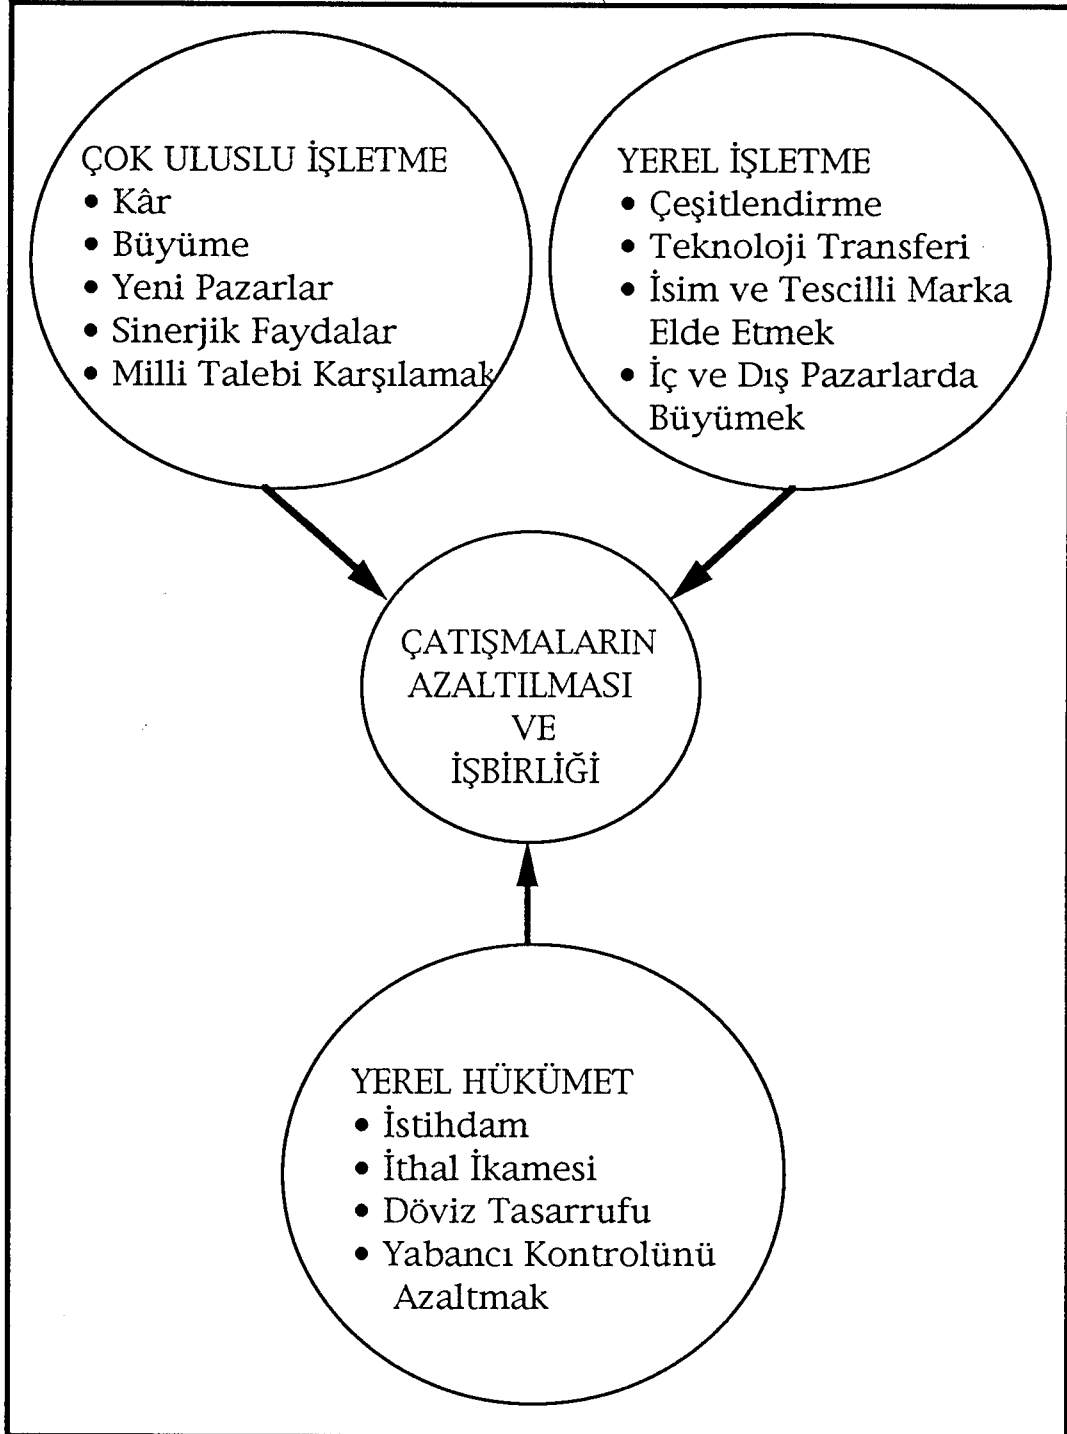 ÇOK ULUSLU İŞLETME
• Kâr
• Büyüme
• Yeni Pazarlar
• Sinerjik Faydalar
• Milli Talebi Karşılamak
YEREL İŞLETME
• Çeşitlendirme
• Teknoloji Transferi
• İsim ve Tescilli Marka
Elde Etmek
• İç ve Dış Pazarlarda
Büyümek
ÇATIŞMALARIN
AZALTILMASI
VE
İŞBİRLİĞİ
YEREL HÜKÜMET
• İstihdam
• İthal İkamesi
• Döviz Tasarrufu
• Yabancı Kontrolünü
Azaltmak